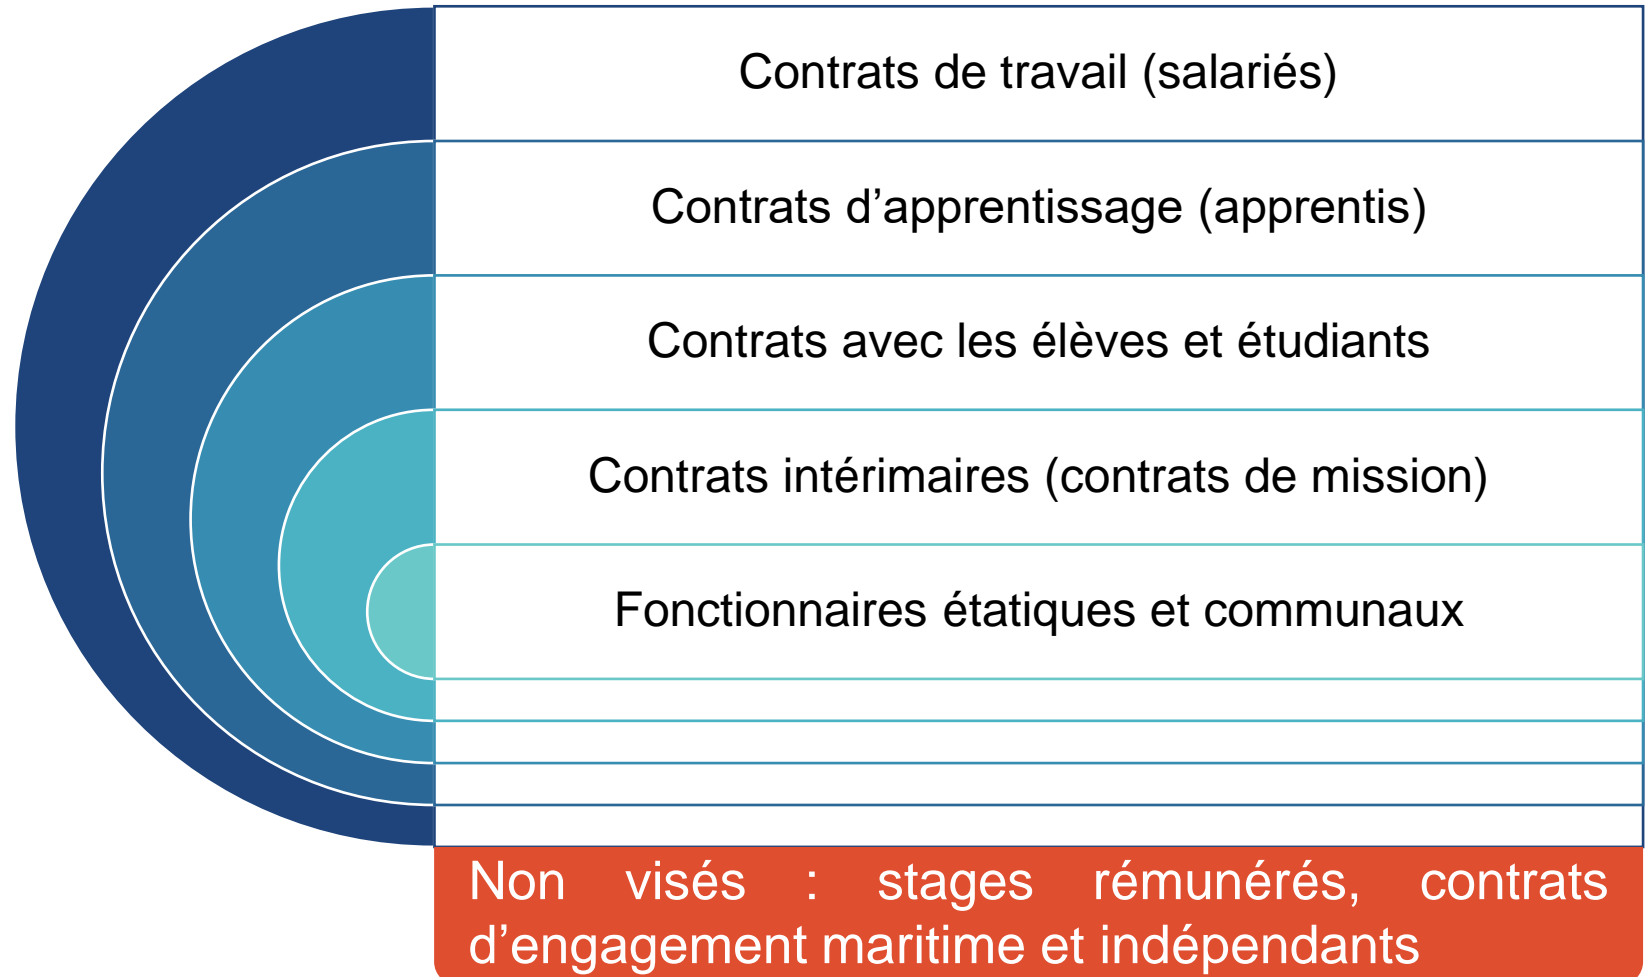 Contrats de travail (salariés)
Contrats d’apprentissage (apprentis)
Contrats avec les élèves et étudiants
Contrats intérimaires (contrats de mission)
Fonctionnaires étatiques et communaux
Non visés : stages rémunérés, contrats
d’engagement maritime et indépendants